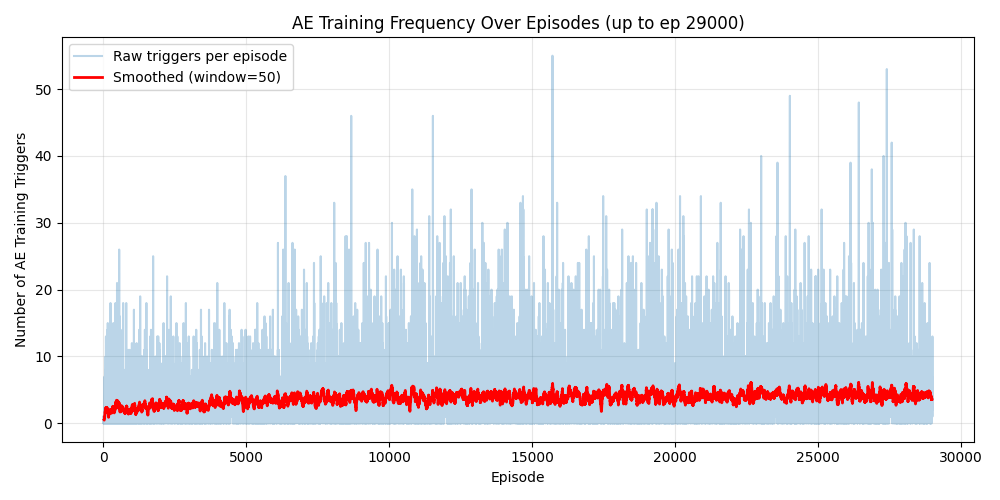 AE Training Frequency Over Episodes (up to ep 29000)
Raw triggers per episode
Smoothed (window=50)
Number of AE Training Triggers
50
40
30
20
10
0
0 5000 10000 15000 20000 25000 30000
Episode